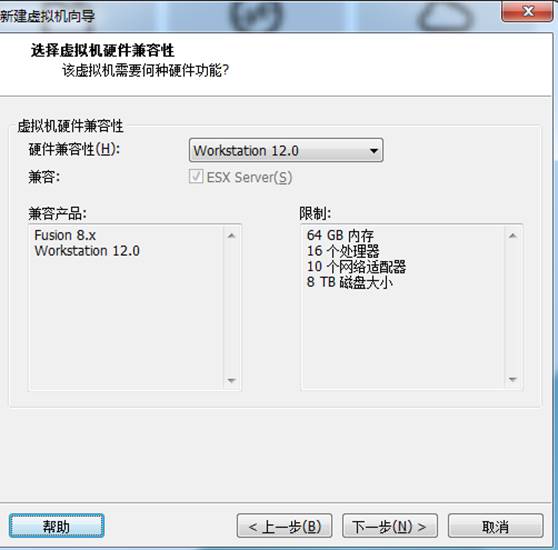 新建虚拟机向导
选择虚拟机硬件兼容性
该虚拟机需要何种硬件功能?
虚拟机硬件兼容性
硬件兼容性(H):
Workstation 12.0
兼容:
ESX Server(S)
兼容产品:
Fusion 8.x
Workstation 12.0
限制:
64 GB 内存
16 个处理器
10 个网络适配器
8 TB 磁盘大小
帮助
< 上一步(B)
下一步(N) >
取消